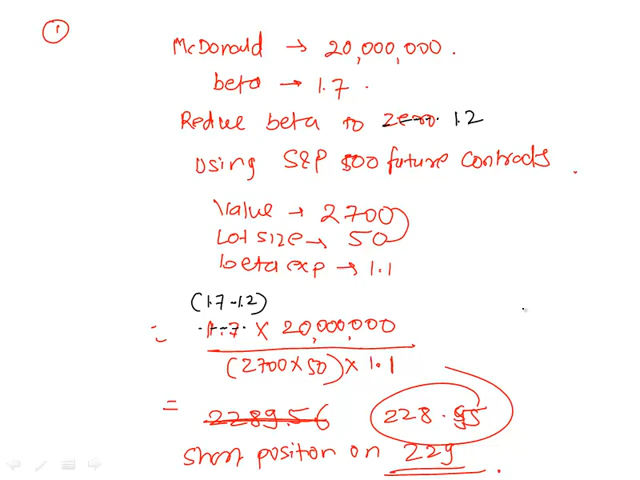 1
McDonald → 20,000,000.
beta → 1.7.
Reduce beta to zero 1.2
Using S&P 500 future contracts.
Value → 2700
Lot size → 50
beta exp → 1.1
(1.7-1.2)
= 1.7 × 20,000,000
(2700×50) × 1.1
= 2289.56 228.95
short position on 229.